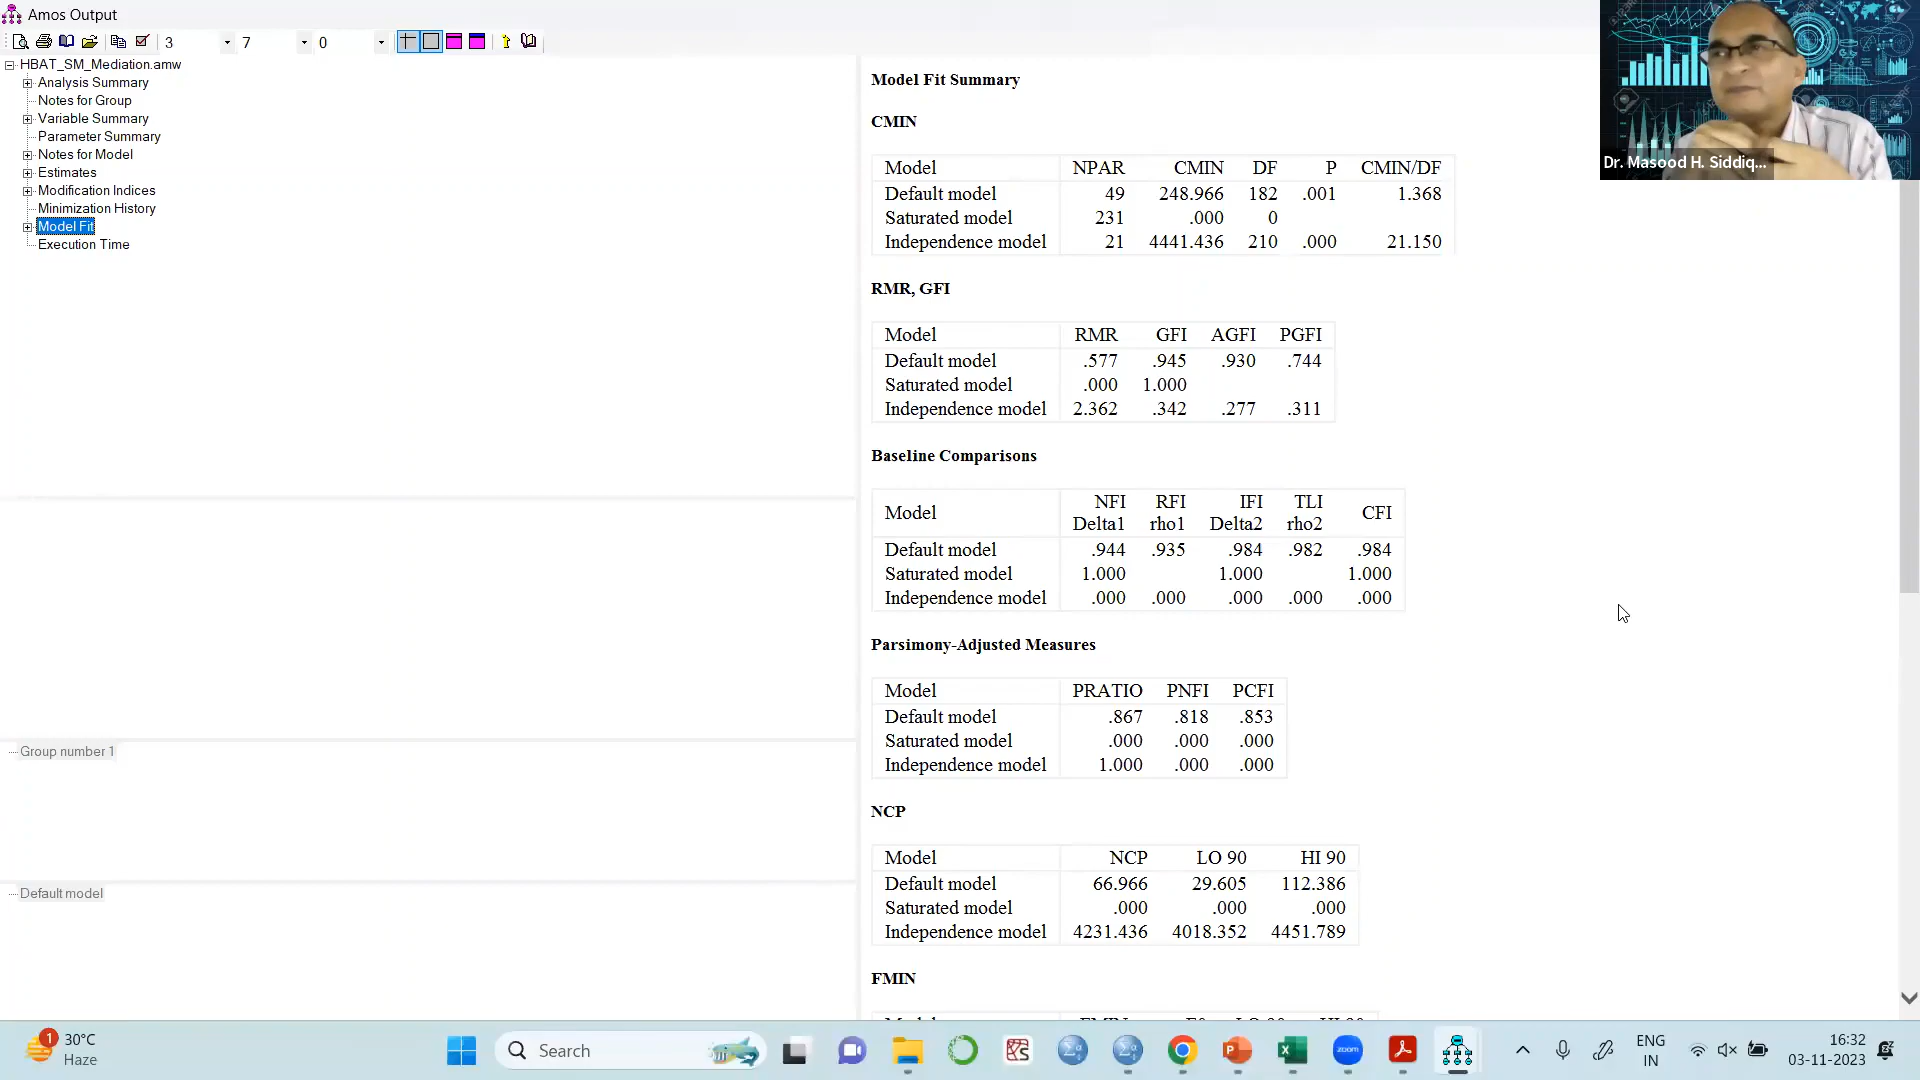 Amos Output
3 7 0
HBAT_SM_Mediation.amw
Analysis Summary
Notes for Group
Variable Summary
Parameter Summary
Notes for Model
Estimates
Modification Indices
Minimization History
Model Fit
Execution Time
Group number 1
Default model
Model Fit Summary
CMIN
Model NPAR CMIN DF P CMIN/DF
Default model 49 248.966 182 .001 1.368
Saturated model 231 .000 0
Independence model 21 4441.436 210 .000 21.150
RMR, GFI
Model RMR GFI AGFI PGFI
Default model .577 .945 .930 .744
Saturated model .000 1.000
Independence model 2.362 .342 .277 .311
Baseline Comparisons
Model NFI Delta1 RFI rho1 IFI Delta2 TLI rho2 CFI
Default model .944 .935 .984 .982 .984
Saturated model 1.000 1.000 1.000
Independence model .000 .000 .000 .000 .000
Parsimony-Adjusted Measures
Model PRATIO PNFI PCFI
Default model .867 .818 .853
Saturated model .000 .000 .000
Independence model 1.000 .000 .000
NCP
Model NCP LO 90 HI 90
Default model 66.966 29.605 112.386
Saturated model .000 .000 .000
Independence model 4231.436 4018.352 4451.789
FMIN
Dr. Masood H. Siddiq...
1
30°C
Haze
Search
zoom
ENG
IN
16:32
03-11-2023